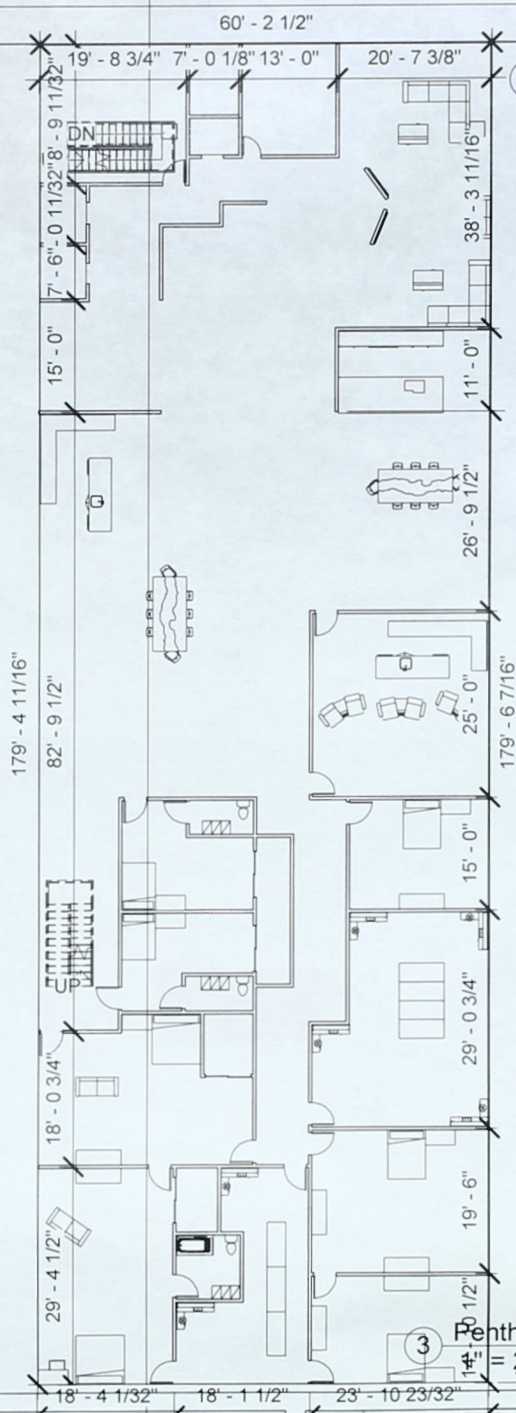 60' - 2 1/2"
19' - 8 3/4"
7' - 0 1/8"
13' - 0"
20' - 7 3/8"
8' - 9 11/32"
DN
38' - 3 11/16"
7' - 6"
0 11/32"
15' - 0"
11' - 0"
26' - 9 1/2"
179' - 4 11/16"
82' - 9 1/2"
25' - 0"
179' - 6 7/16"
15' - 0"
UP
29' - 0 3/4"
18' - 0 3/4"
19' - 6"
29' - 4 1/2"
0 1/2"
3
Penth
= 2
18' - 4 1/32"
18' - 1 1/2"
23' - 10 23/32"